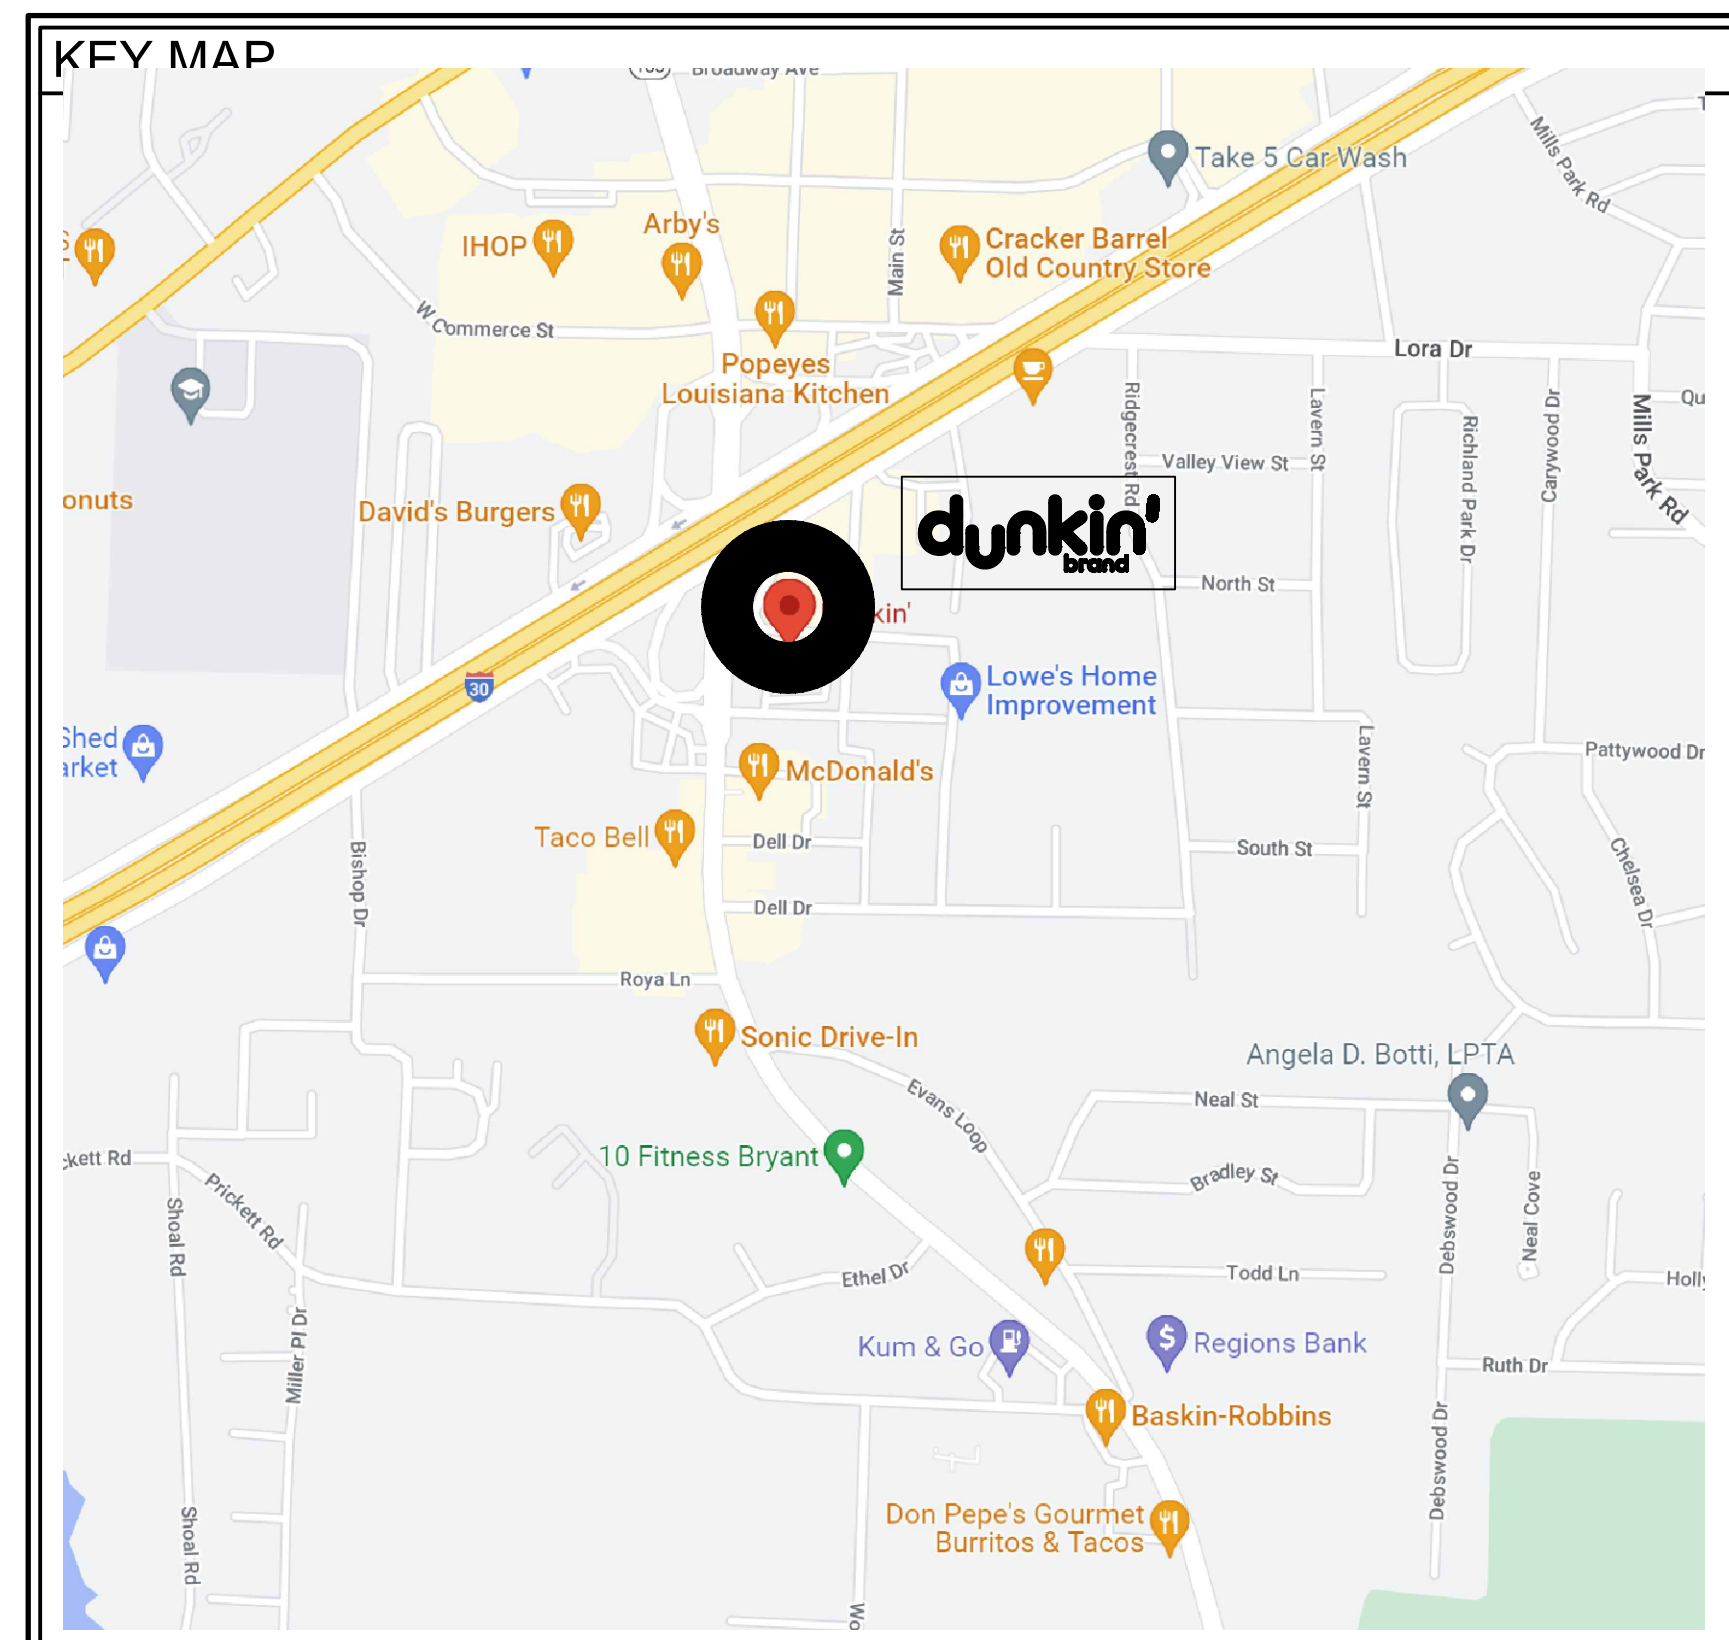 KEY MAP
Broadway Ave
Take 5 Car Wash
Mills Park Rd
Arby's
IHOP
Main St
Cracker Barrel
Old Country Store
W Commerce St
Popeyes
Louisiana Kitchen
Lora Dr
Ridgecrest Rd
Lavern St
Richland Park Dr
Carywood Dr
Mills Park Rd
Qu
Valley View St
onuts
David's Burgers
dunkin'
brand
North St
kin'
30
Lowe's Home
Improvement
Shed
arket
Lavern St
Pattywood Dr
McDonald's
Taco Bell
Dell Dr
South St
Bishop Dr
Chelsea Dr
Dell Dr
Roya Ln
Sonic Drive-In
Angela D. Botti, LPTA
Evans Loop
Neal St
10 Fitness Bryant
ckett Rd
Prickett Rd
Bradley St
Shoal Rd
Debswood Dr
Neal Cove
Ethel Dr
Todd Ln
Holly
Miller Pl Dr
Kum & Go
Regions Bank
Ruth Dr
Baskin-Robbins
Debswood Dr
Don Pepe's Gourmet
Burritos & Tacos
Shoal Rd
Wo